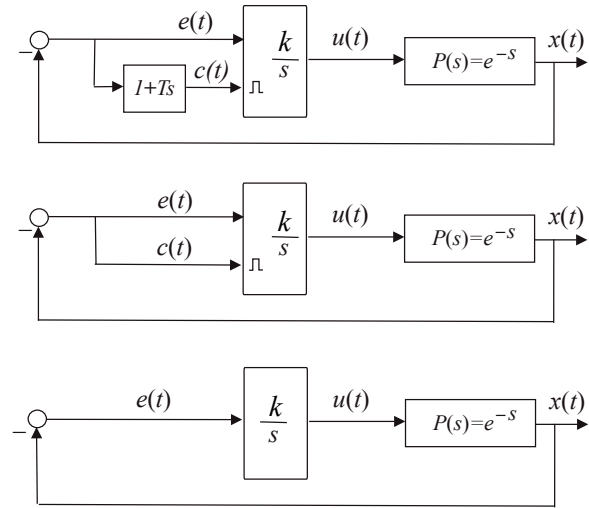 e(t) k/s u(t) P(s)=e^{-s} x(t)
1+Ts c(t)
−
e(t) k/s u(t) P(s)=e^{-s} x(t)
c(t)
−
e(t) k/s u(t) P(s)=e^{-s} x(t)
−